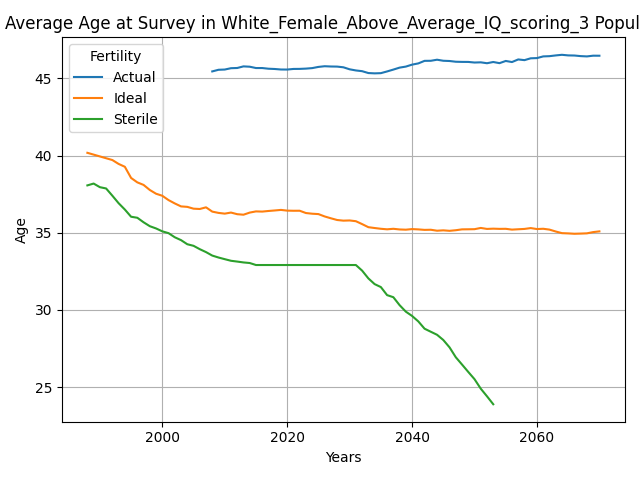 Average Age at Survey in White_Female_Above_Average_IQ_scoring_3 Popul
Fertility
Actual
Ideal
Sterile
45
40
35
30
25
Age
2000 2020 2040 2060
Years